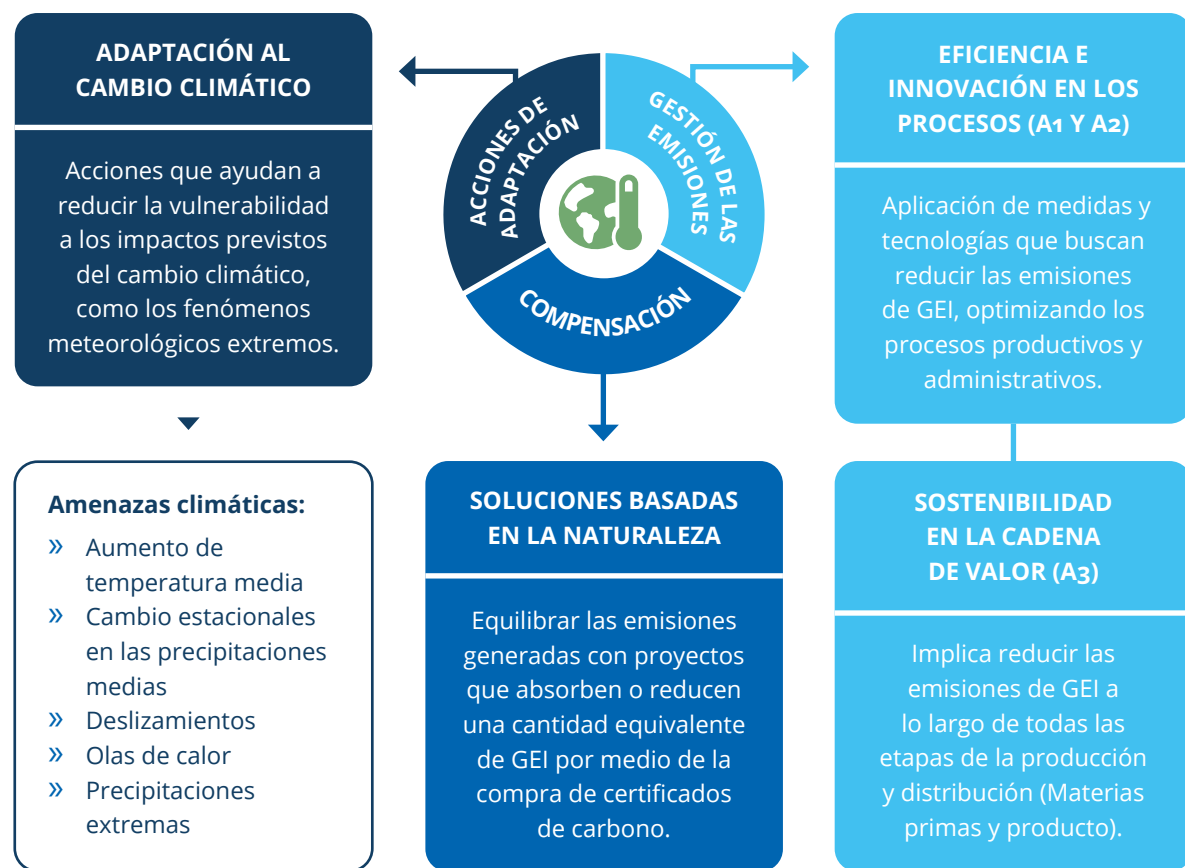 ADAPTACIÓN AL
CAMBIO CLIMÁTICO
Acciones que ayudan a
reducir la vulnerabilidad
a los impactos previstos
del cambio climático,
como los fenómenos
meteorológicos extremos.
Amenazas climáticas:
» Aumento de
temperatura media
» Cambio estacionales
en las precipitaciones
medias
» Deslizamientos
» Olas de calor
» Precipitaciones
extremas
ACCIONES DE
ADAPTACIÓN
GESTIÓN DE LAS
EMISIONES
COMPENSACIÓN
SOLUCIONES BASADAS
EN LA NATURALEZA
Equilibrar las emisiones
generadas con proyectos
que absorben o reducen
una cantidad equivalente
de GEI por medio de la
compra de certificados
de carbono.
EFICIENCIA E
INNOVACIÓN EN LOS
PROCESOS (A1 Y A2)
Aplicación de medidas y
tecnologías que buscan
reducir las emisiones
de GEI, optimizando los
procesos productivos y
administrativos.
SOSTENIBILIDAD
EN LA CADENA
DE VALOR (A3)
Implica reducir las
emisiones de GEI a
lo largo de todas las
etapas de la producción
y distribución (Materias
primas y producto).